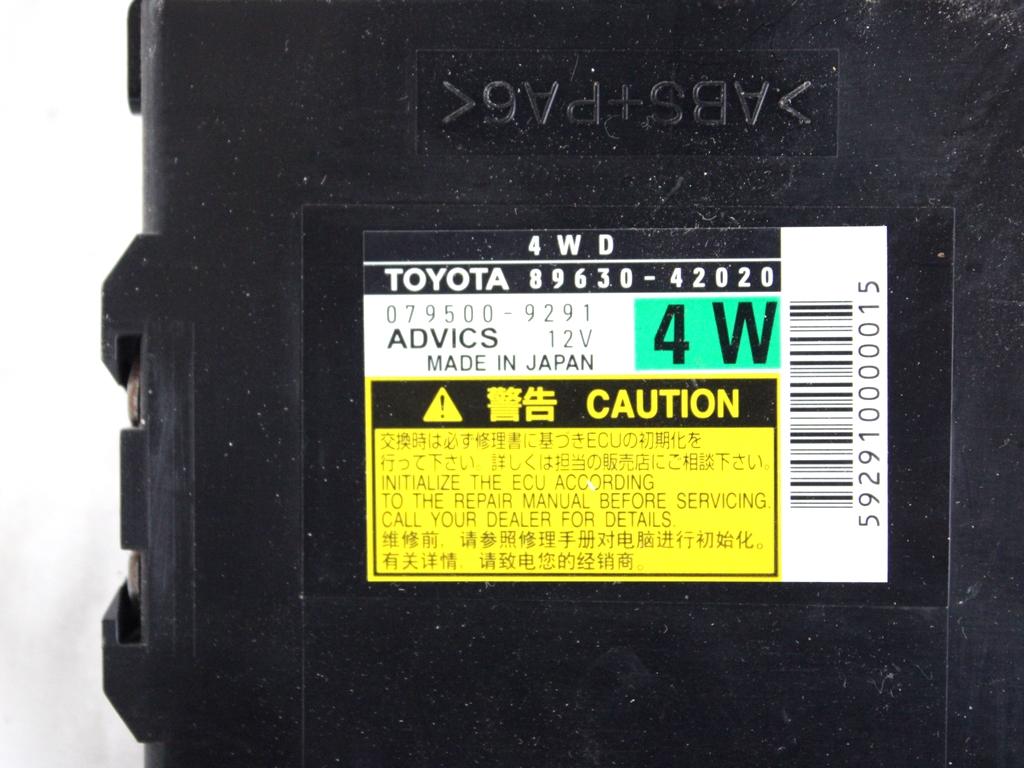 >ABS+PA6<
4WD
TOYOTA 89630-42020
079500-9291
ADVICS 12V
MADE IN JAPAN
4W
警告 CAUTION
交換時は必ず修理書に基づきECUの初期化を
行って下さい。詳しくは担当の販売店にご相談下さい。
INITIALIZE THE ECU ACCORDING
TO THE REPAIR MANUAL BEFORE SERVICING.
CALL YOUR DEALER FOR DETAILS.
维修前，请参照修理手册对电脑进行初始化。
有关详情，请致电您的经销商。
5929100000015